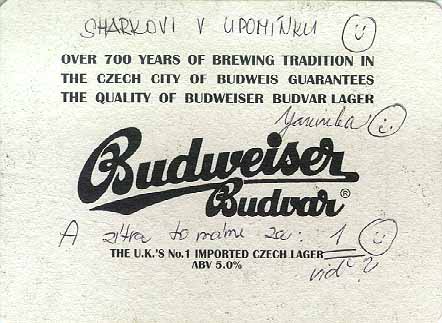 SHARKOVI V UPOMÍNKU
OVER 700 YEARS OF BREWING TRADITION IN
THE CZECH CITY OF BUDWEIS GUARANTEES
THE QUALITY OF BUDWEISER BUDVAR LAGER
Budweiser
Budvar®
A zítra to máme za: 1
THE U.K.'S No.1 IMPORTED CZECH LAGER
ABV 5.0%
viď?